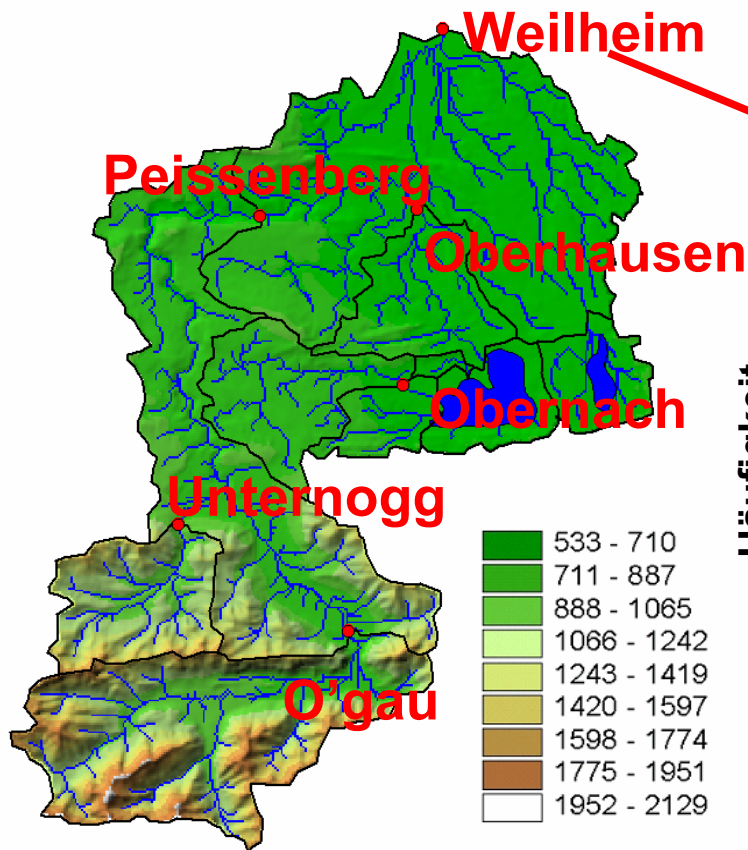 Weilheim
Peissenberg
Oberhausen
Obernach
Unternogg
O'gau
533 - 710
711 - 887
888 - 1065
1066 - 1242
1243 - 1419
1420 - 1597
1598 - 1774
1775 - 1951
1952 - 2129